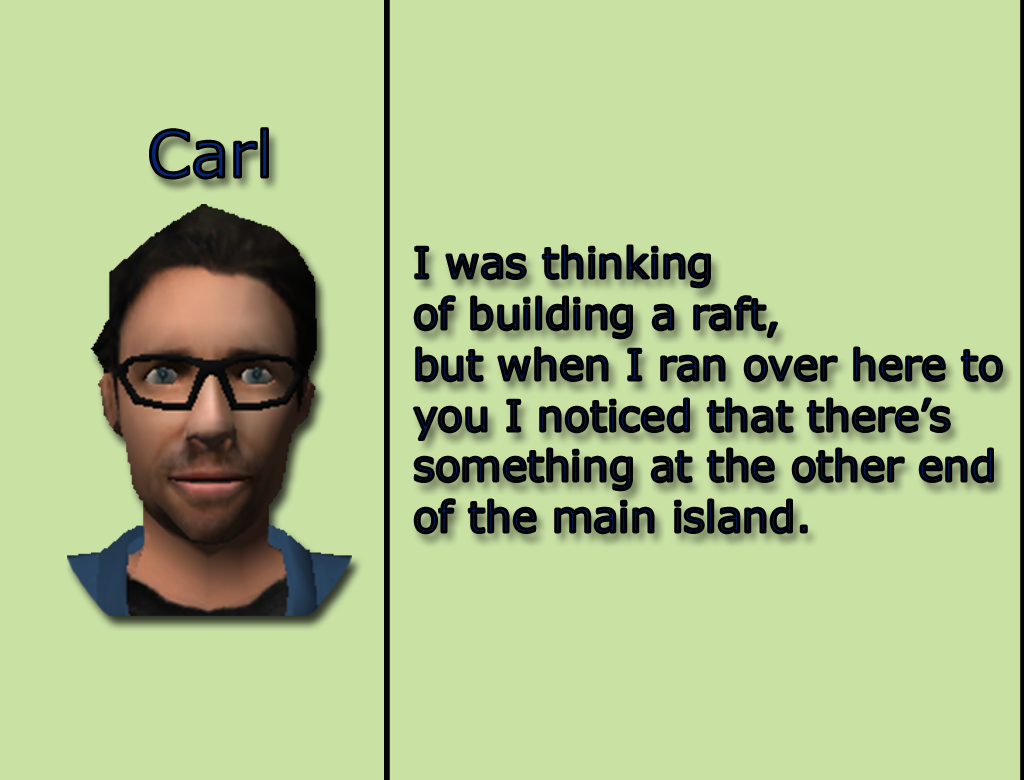 Carl
I was thinking
of building a raft,
but when I ran over here to
you I noticed that there’s
something at the other end
of the main island.